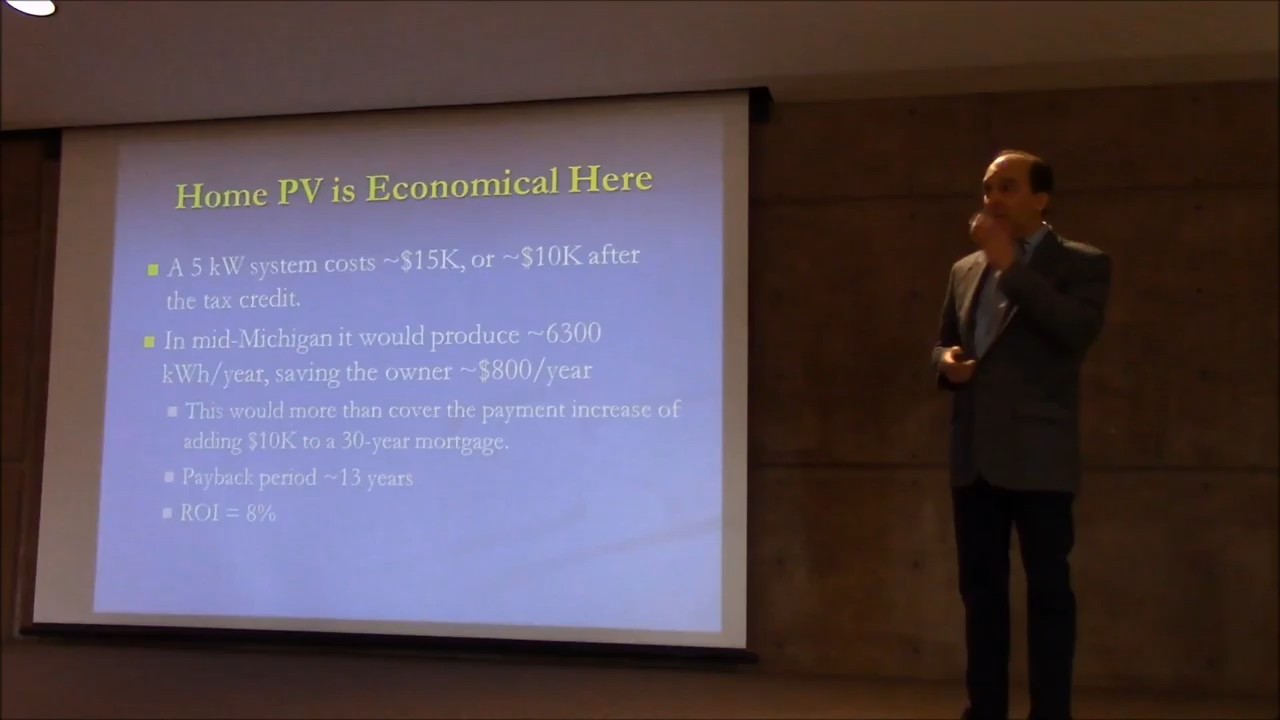 Home PV is Economical Here
A 5 kW system costs ~$15K, or ~$10K after
the tax credit.
In mid-Michigan it would produce ~6300
kWh/year, saving the owner ~$800/year
This would more than cover the payment increase of
adding $10K to a 30-year mortgage.
Payback period ~13 years
ROI = 8%